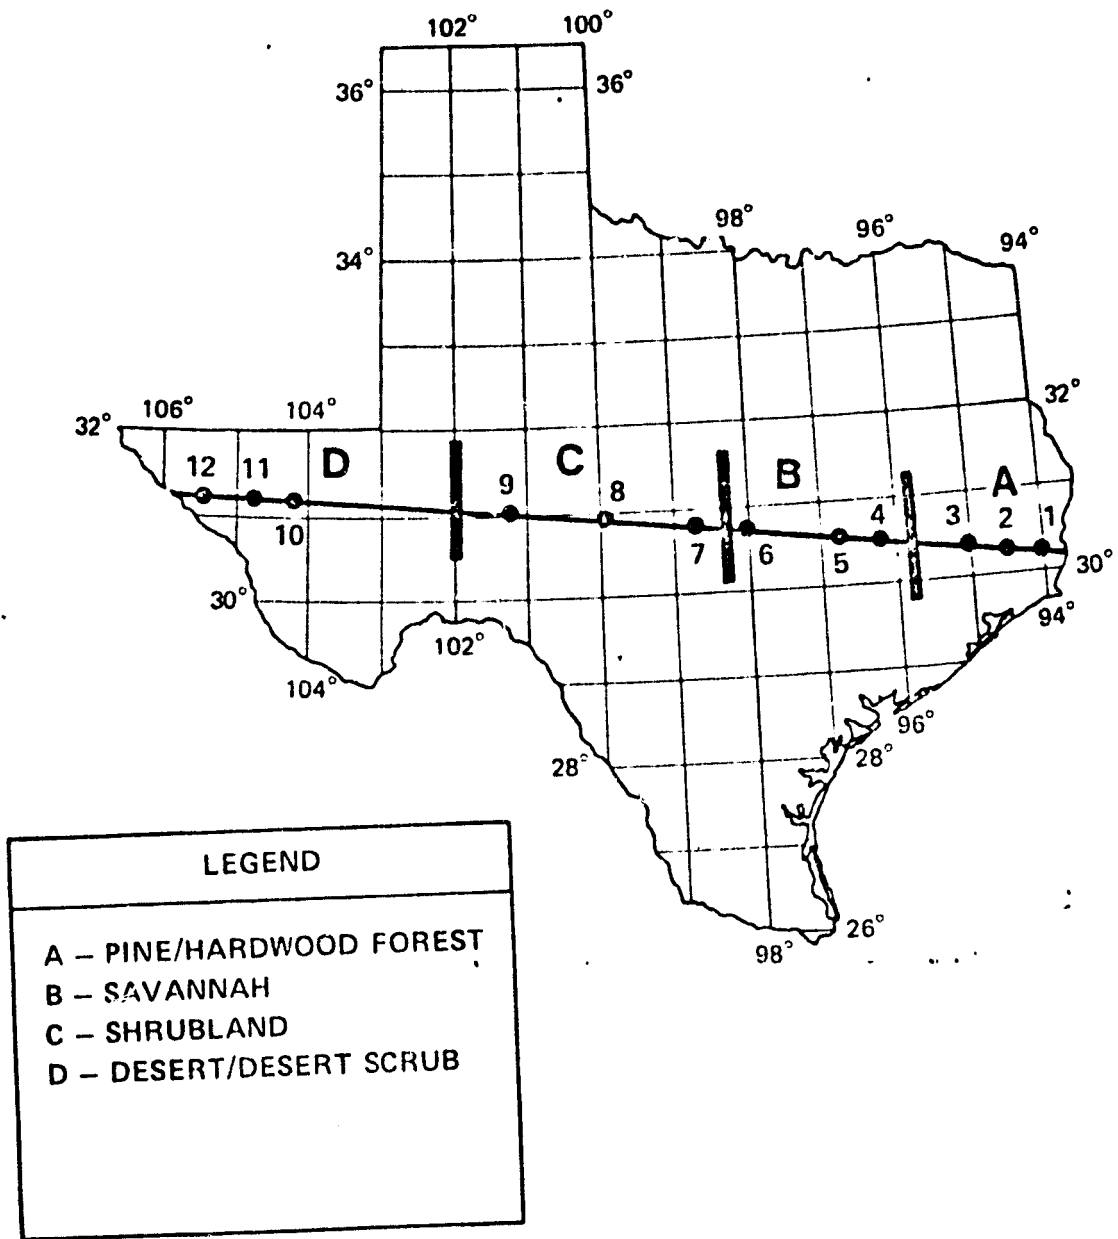 102° 100°
36° 36°
98° 96° 94°
34°
32° 106° 104° 32°
D C B A
12 11 9 8 4 3 2 1
10 7 6 5
30° 30°
102° 94°
104° 96°
28° 28°
98° 26°
LEGEND
A – PINE/HARDWOOD FOREST
B – SAVANNAH
C – SHRUBLAND
D – DESERT/DESERT SCRUB